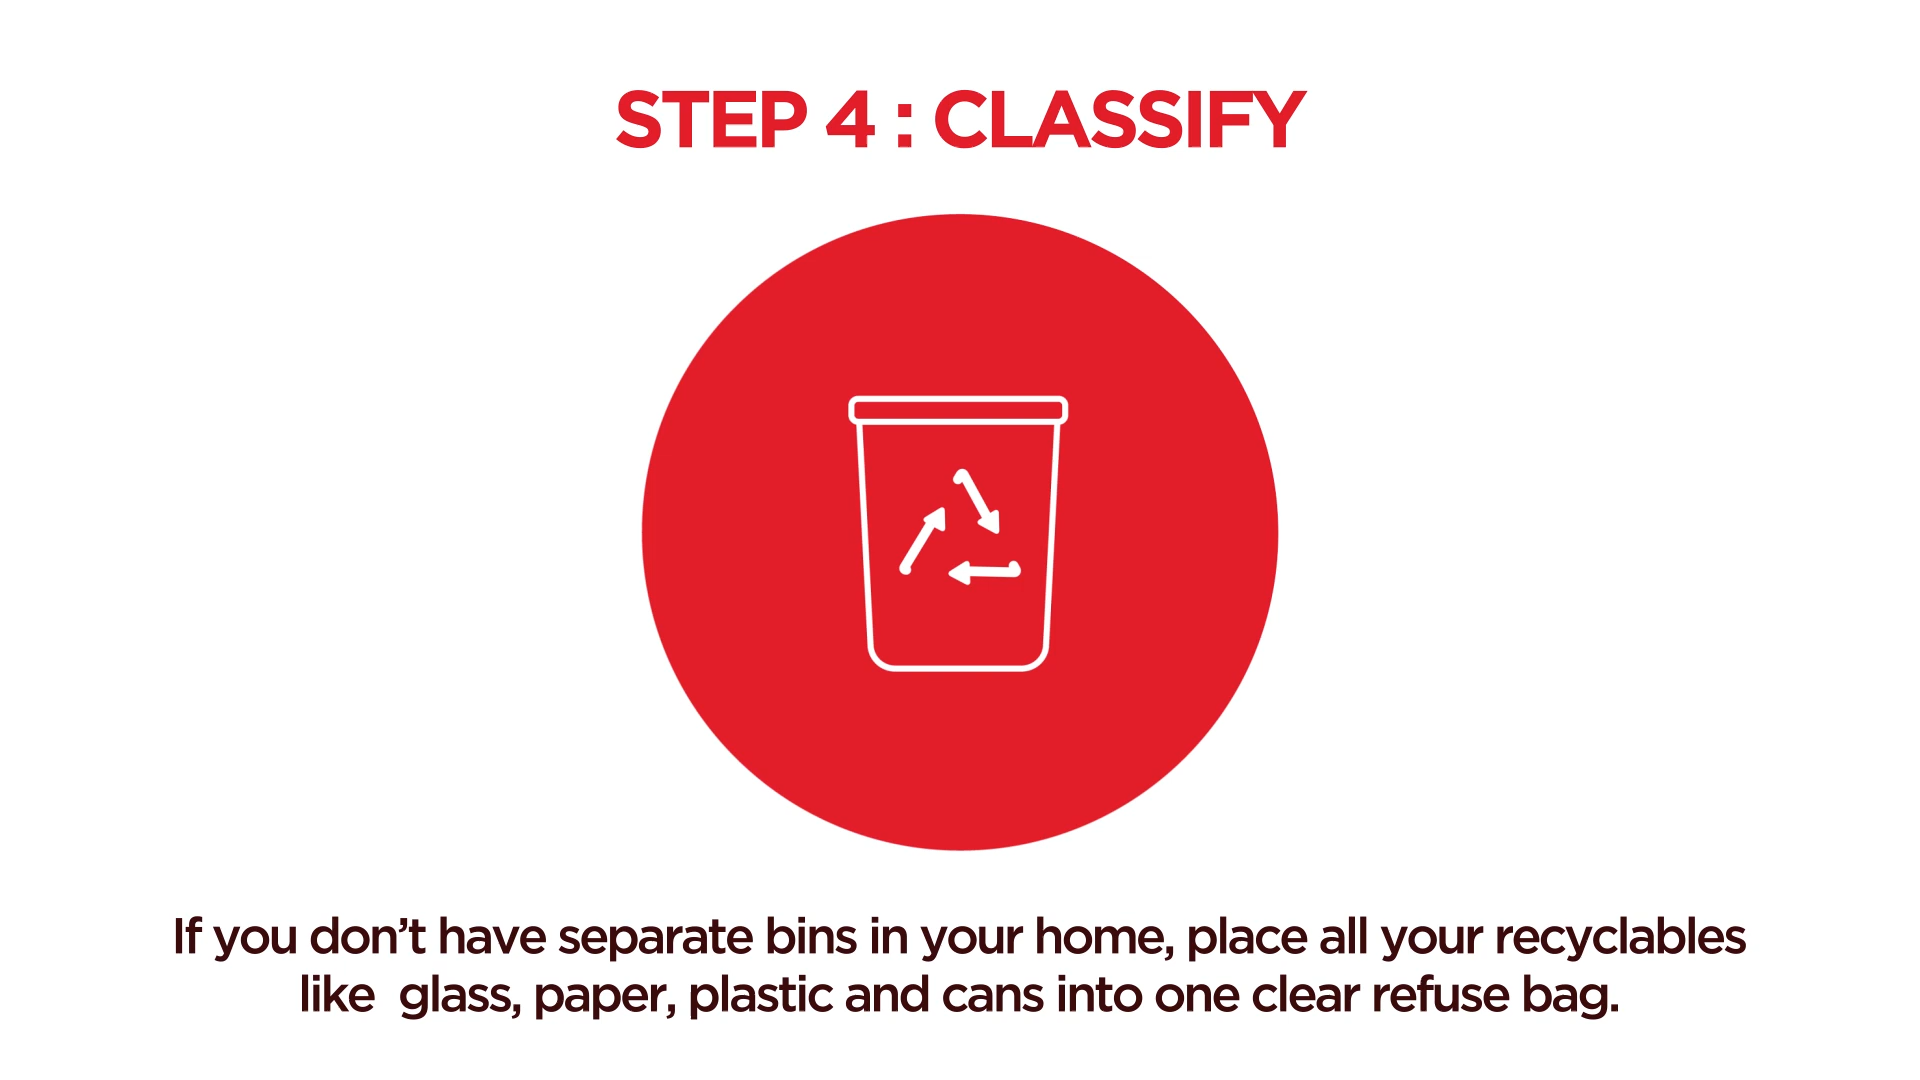 STEP 4 : CLASSIFY
If you don’t have separate bins in your home, place all your recyclables
like  glass, paper, plastic and cans into one clear refuse bag.